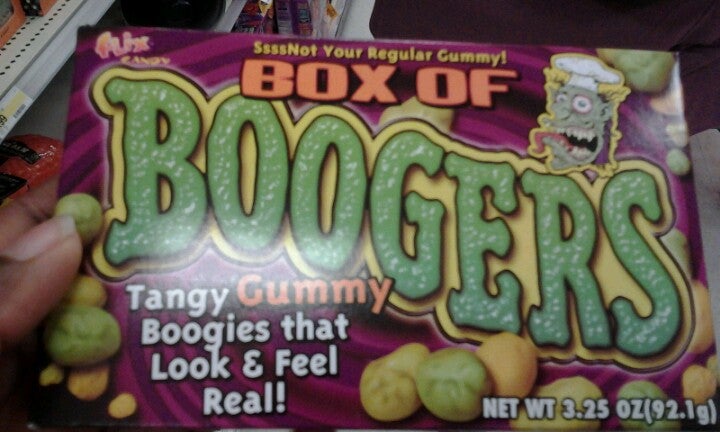 Flix
CANDY
SsssNot Your Regular Gummy!
BOX OF
BOOGERS
Tangy Gummy
Boogies that
Look & Feel
Real!
NET WT 3.25 OZ(92.1g)